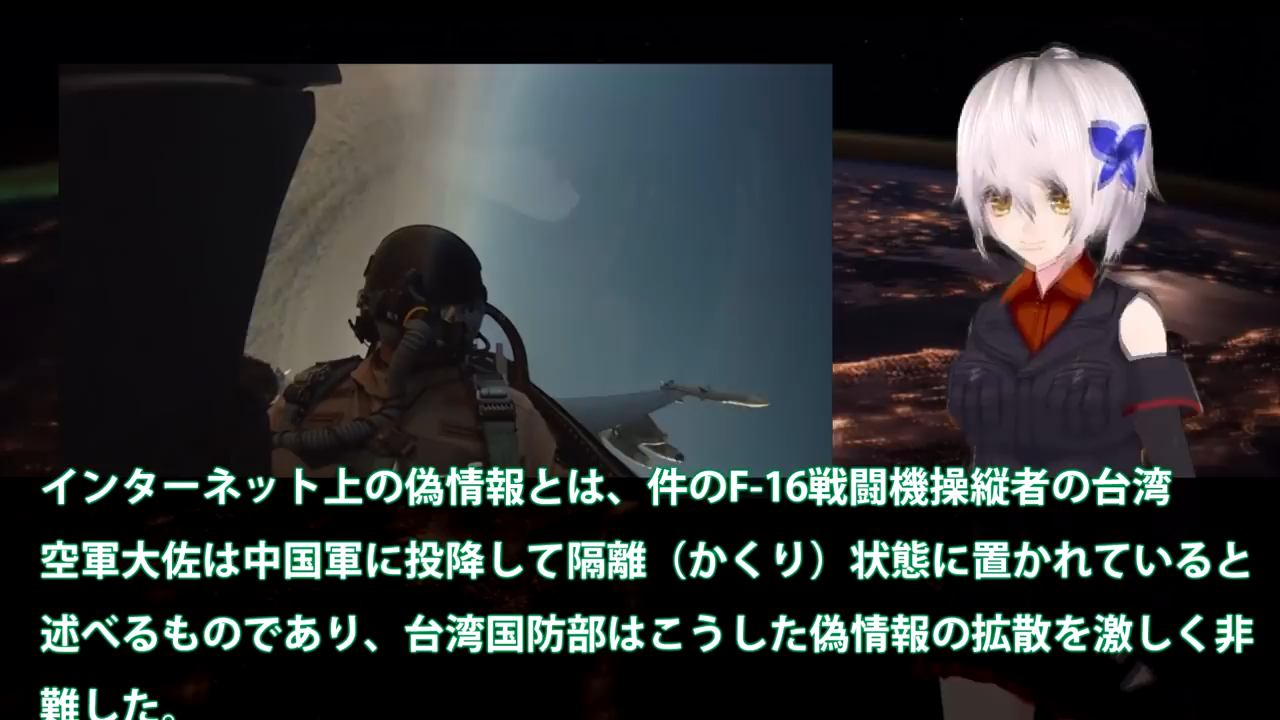 インターネット上の偽情報とは、件のF-16戦闘機操縦者の台湾
空軍大佐は中国軍に投降して隔離（かくり）状態に置かれていると
述べるものであり、台湾国防部はこうした偽情報の拡散を激しく非
難した。